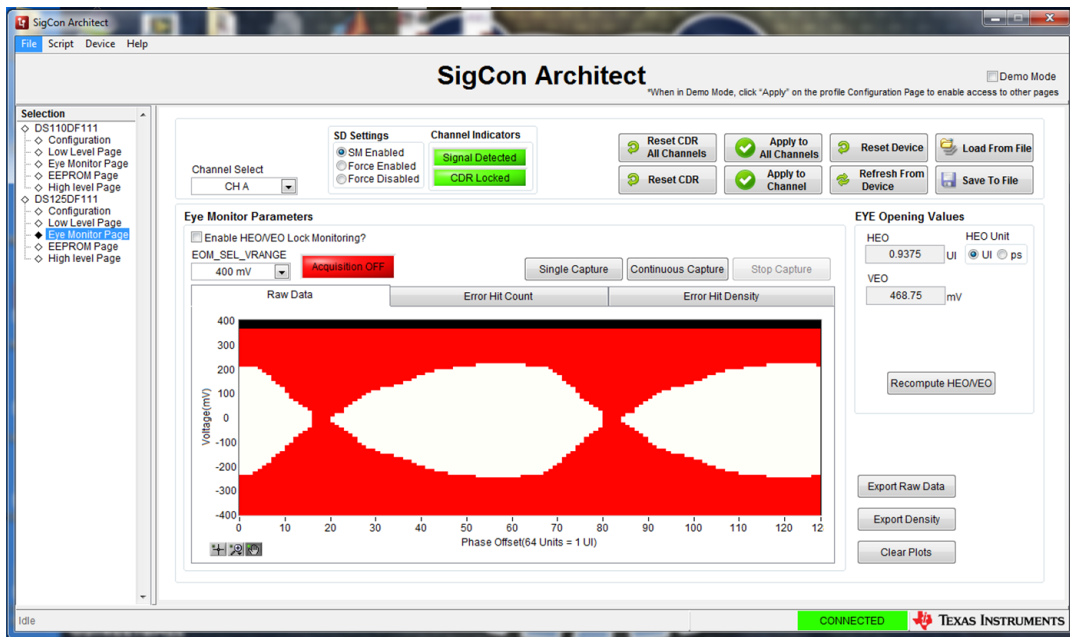 SigCon Architect
File Script Device Help
SigCon Architect
Demo Mode
*When in Demo Mode, click "Apply" on the profile Configuration Page to enable access to other pages
Selection
DS110DF111
Configuration
Low Level Page
Eye Monitor Page
EEPROM Page
High level Page
DS125DF111
Configuration
Low Level Page
Eye Monitor Page
EEPROM Page
High level Page
Channel Select
CH A
SD Settings
SM Enabled
Force Enabled
Force Disabled
Channel Indicators
Signal Detected
CDR Locked
Reset CDR
All Channels
Apply to
All Channels
Reset Device
Load From File
Reset CDR
Apply to
Channel
Refresh From
Device
Save To File
Eye Monitor Parameters
Enable HEO/VEO Lock Monitoring?
EOM_SEL_VRANGE
400 mV
Acquisition OFF
Single Capture
Continuous Capture
Stop Capture
Raw Data
Error Hit Count
Error Hit Density
Voltage(mV)
400
300
200
100
0
-100
-200
-300
-400
0 10 20 30 40 50 60 70 80 90 100 110 120 12
Phase Offset(64 Units = 1 UI)
EYE Opening Values
HEO
0.9375 UI
HEO Unit
UI ps
VEO
468.75 mV
Recompute HEO/VEO
Export Raw Data
Export Density
Clear Plots
Idle
CONNECTED
TEXAS INSTRUMENTS